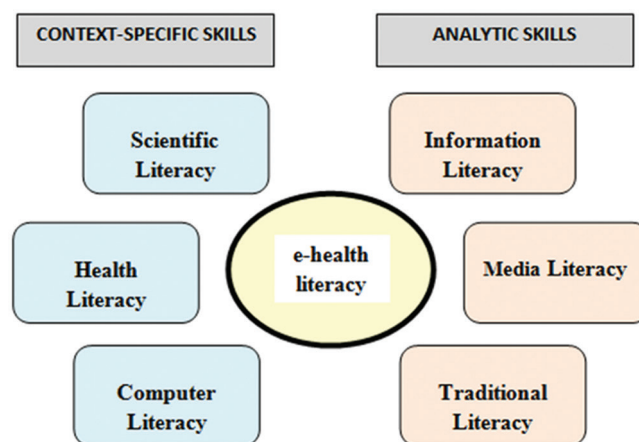 CONTEXT-SPECIFIC SKILLS
ANALYTIC SKILLS
Scientific
Literacy
Information
Literacy
e-health
literacy
Health
Literacy
Media Literacy
Computer
Literacy
Traditional
Literacy